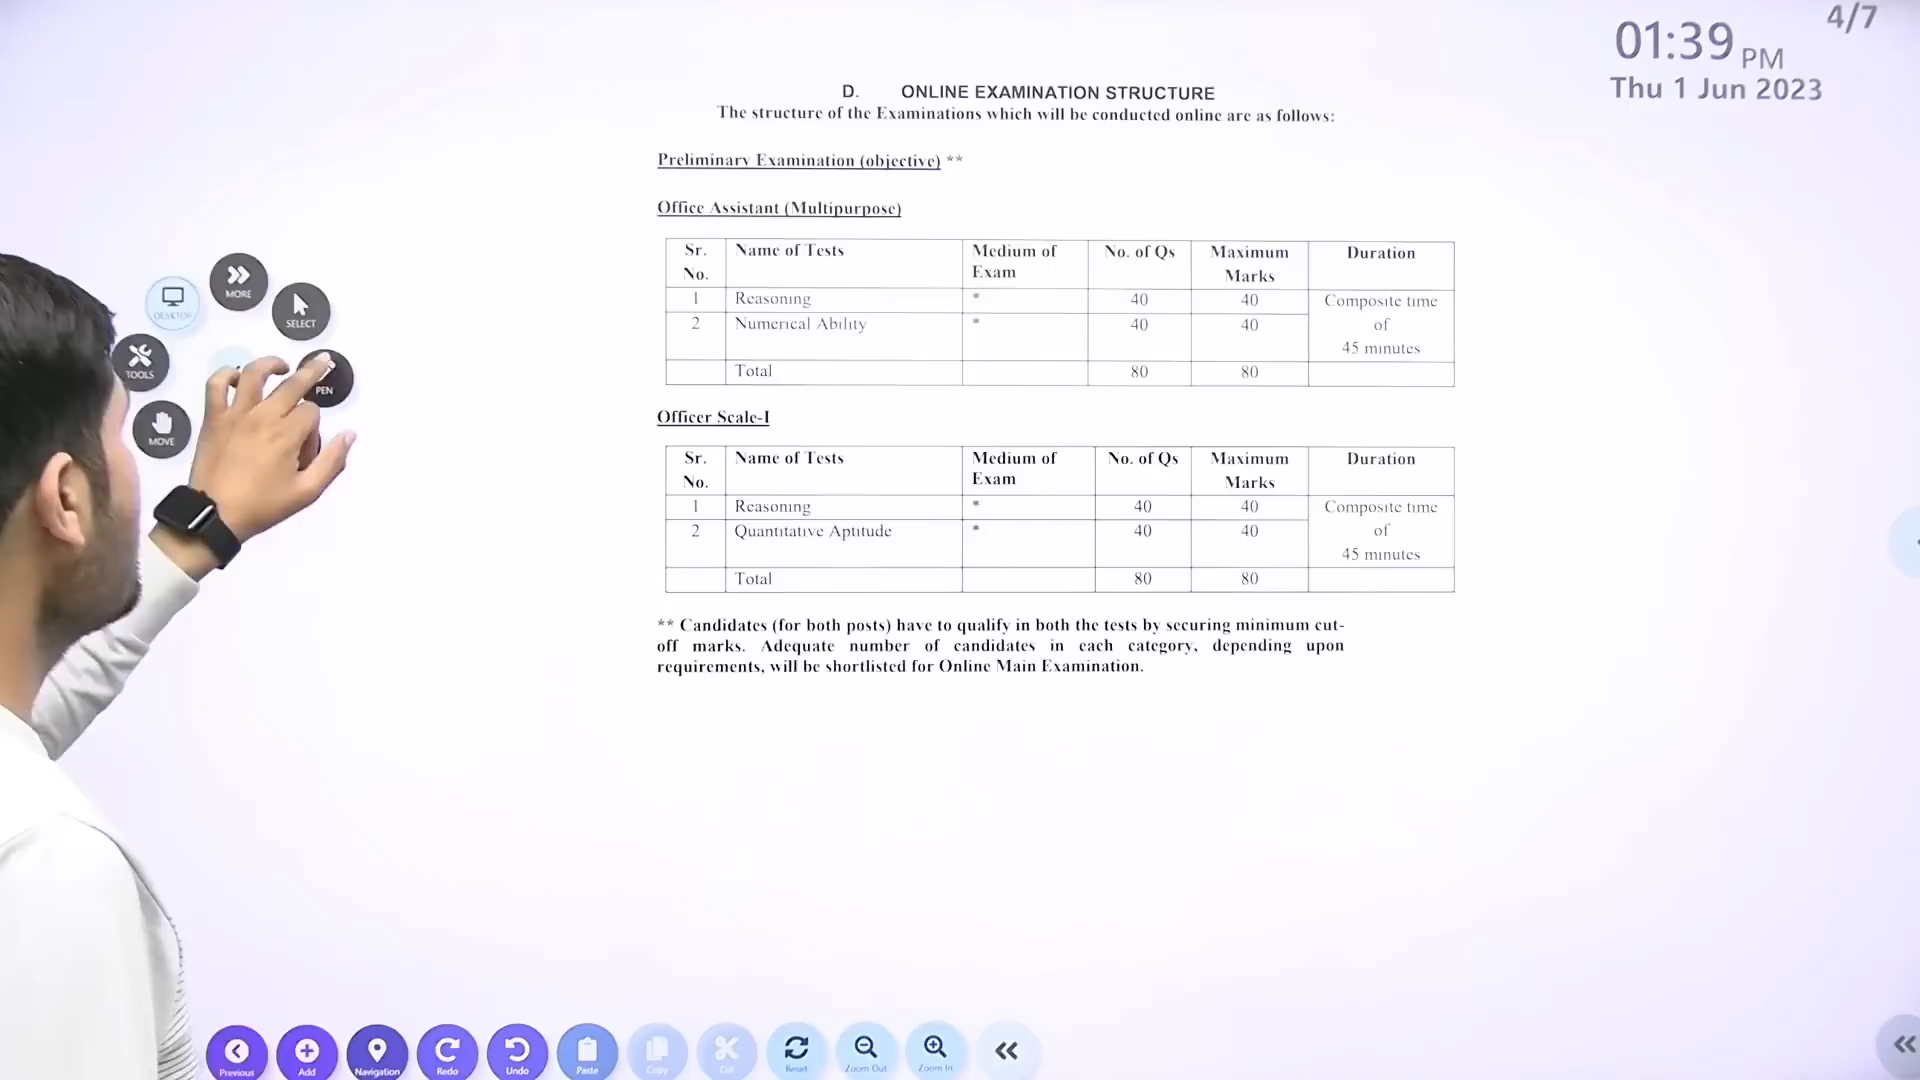 4/7
01:39 PM
Thu 1 Jun 2023
D. ONLINE EXAMINATION STRUCTURE
The structure of the Examinations which will be conducted online are as follows:
Preliminary Examination (objective) **
Office Assistant (Multipurpose)
Sr. No. Name of Tests Medium of Exam No. of Qs Maximum Marks Duration
1 Reasoning * 40 40 Composite time of 45 minutes
2 Numerical Ability * 40 40
Total 80 80
Officer Scale-I
Sr. No. Name of Tests Medium of Exam No. of Qs Maximum Marks Duration
1 Reasoning * 40 40 Composite time of 45 minutes
2 Quantitative Aptitude * 40 40
Total 80 80
** Candidates (for both posts) have to qualify in both the tests by securing minimum cut-
off marks. Adequate number of candidates in each category, depending upon
requirements, will be shortlisted for Online Main Examination.
MORE
DESKTOP
SELECT
TOOLS
PEN
MOVE
Previous Add Navigation Redo Undo Paste Copy Cut Reset Zoom Out Zoom In